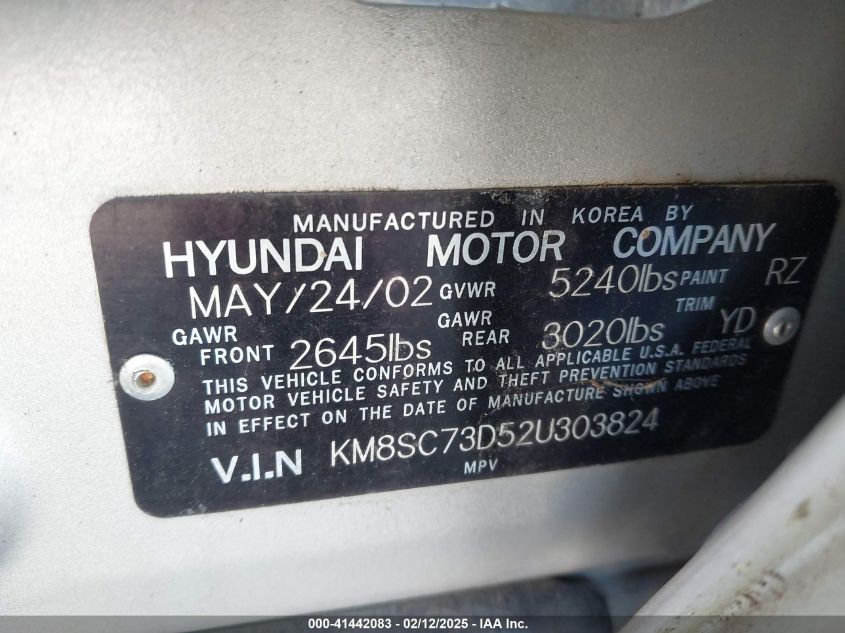 MANUFACTURED IN KOREA BY
HYUNDAI MOTOR COMPANY
MAY/24/02 GVWR 5240lbs PAINT RZ
GAWR FRONT 2645lbs GAWR REAR 3020lbs TRIM YD
THIS VEHICLE CONFORMS TO ALL APPLICABLE U.S.A. FEDERAL
MOTOR VEHICLE SAFETY AND THEFT PREVENTION STANDARDS
IN EFFECT ON THE DATE OF MANUFACTURE SHOWN ABOVE
V.I.N KM8SC73D52U303824
MPV
000-41442083 - 02/12/2025 - IAA Inc.